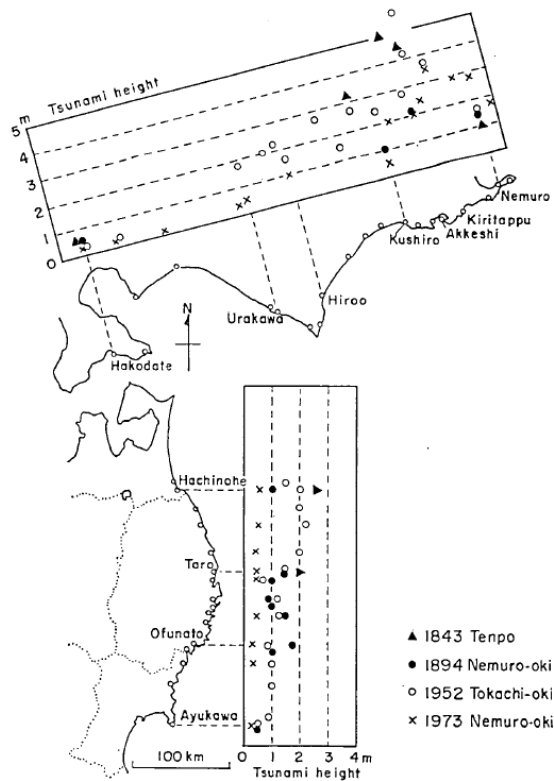 Tsunami height
5 m
4
3
2
1
0
Nemuro
Kiritappu
Akkeshi
Kushiro
Hiroo
Urakawa
N
Hakodate
Hachinohe
Taro
Ofunato
Ayukawa
100 km
0 1 2 3 4 m
Tsunami height
▲ 1843 Tenpo
● 1894 Nemuro-oki
○ 1952 Tokachi-oki
× 1973 Nemuro-oki